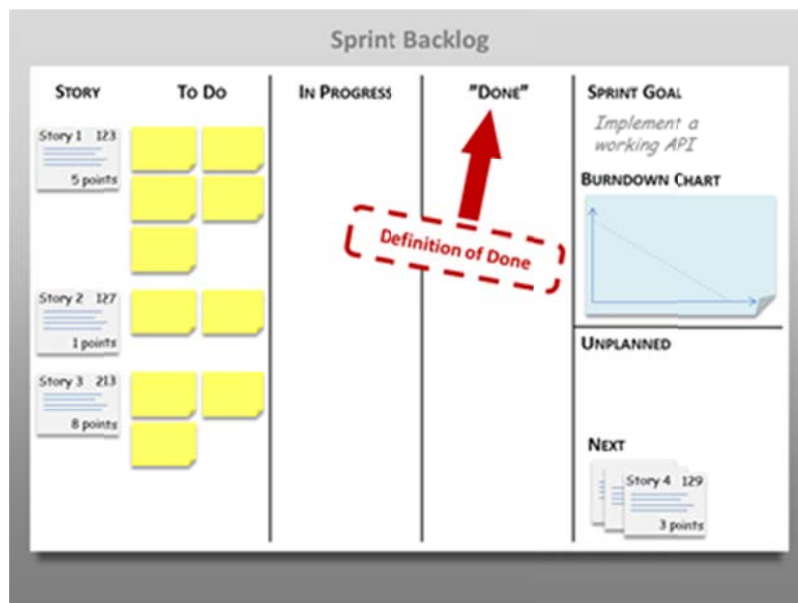 Sprint Backlog
STORY
TO DO
IN PROGRESS
"DONE"
SPRINT GOAL
Implement a
working API
BURNDOWN CHART
Story 1 123
5 points
Definition of Done
Story 2 127
1 points
Story 3 213
8 points
UNPLANNED
NEXT
Story 4 129
3 points